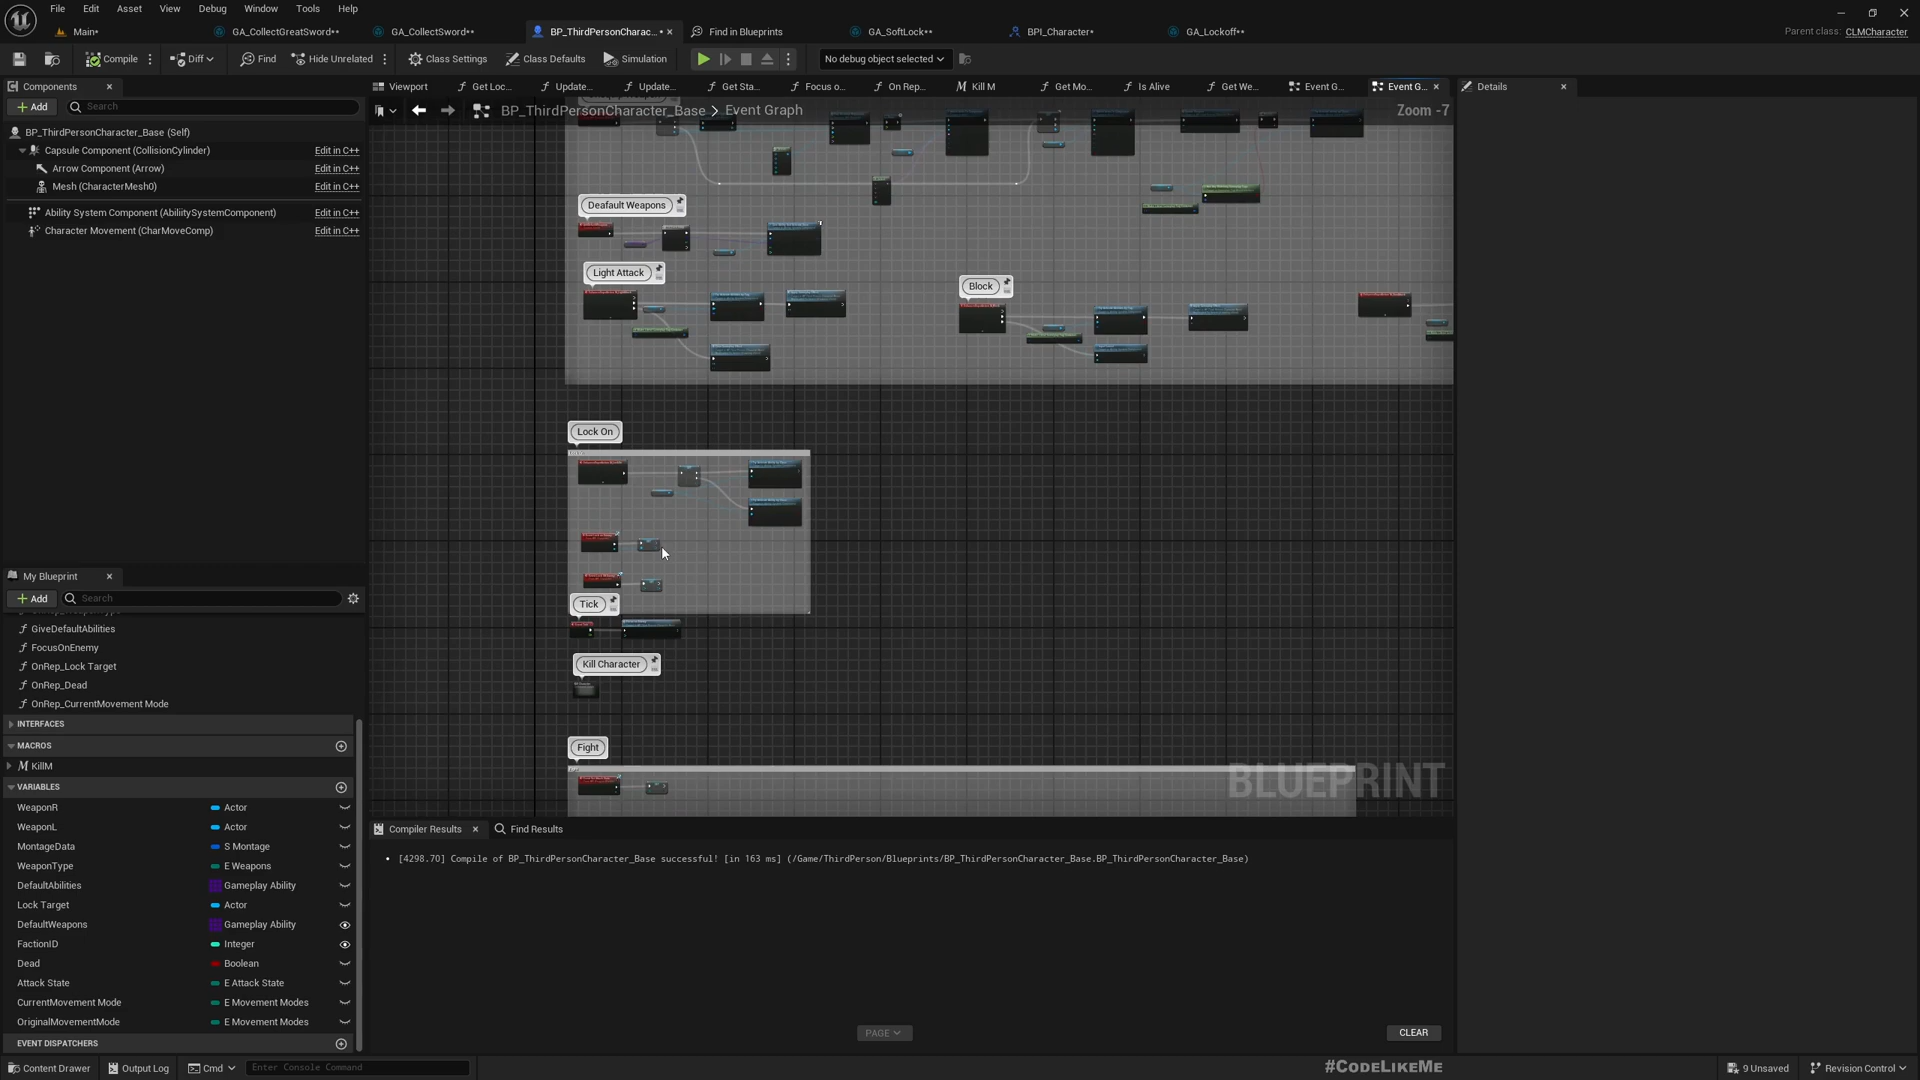 File Edit Asset View Debug Window Tools Help
Main*
GA_CollectGreatSword**
GA_CollectSword**
BP_ThirdPersonCharac... *
Find in Blueprints
GA_SoftLock**
BPI_Character*
GA_Lockoff**
Parent class: CLMCharacter
Compile
Diff
Find
Hide Unrelated
Class Settings
Class Defaults
Simulation
No debug object selected
Components
Add
Search
BP_ThirdPersonCharacter_Base (Self)
Capsule Component (CollisionCylinder) Edit in C++
Arrow Component (Arrow) Edit in C++
Mesh (CharacterMesh0) Edit in C++
Ability System Component (AbiliitySystemComponent) Edit in C++
Character Movement (CharMoveComp) Edit in C++
Viewport
Get Loc...
Update...
Update...
Get Sta...
Focus o...
On Rep...
Kill M
Get Mo...
Is Alive
Get We...
Event G...
Event G...
Details
BP_ThirdPersonCharacter_Base > Event Graph
Zoom -7
Deafault Weapons
Light Attack
Block
Lock On
Tick
Kill Character
Fight
BLUEPRINT
My Blueprint
Add
Search
GiveDefaultAbilities
FocusOnEnemy
OnRep_Lock Target
OnRep_Dead
OnRep_CurrentMovement Mode
INTERFACES
MACROS
KillM
VARIABLES
WeaponR Actor
WeaponL Actor
MontageData S Montage
WeaponType E Weapons
DefaultAbilities Gameplay Ability
Lock Target Actor
DefaultWeapons Gameplay Ability
FactionID Integer
Dead Boolean
Attack State E Attack State
CurrentMovement Mode E Movement Modes
OriginalMovementMode E Movement Modes
EVENT DISPATCHERS
Compiler Results
Find Results
[4298.70] Compile of BP_ThirdPersonCharacter_Base successful! [in 163 ms] (/Game/ThirdPerson/Blueprints/BP_ThirdPersonCharacter_Base.BP_ThirdPersonCharacter_Base)
PAGE
CLEAR
Content Drawer
Output Log
Cmd
Enter Console Command
#CODELIKEME
9 Unsaved
Revision Control